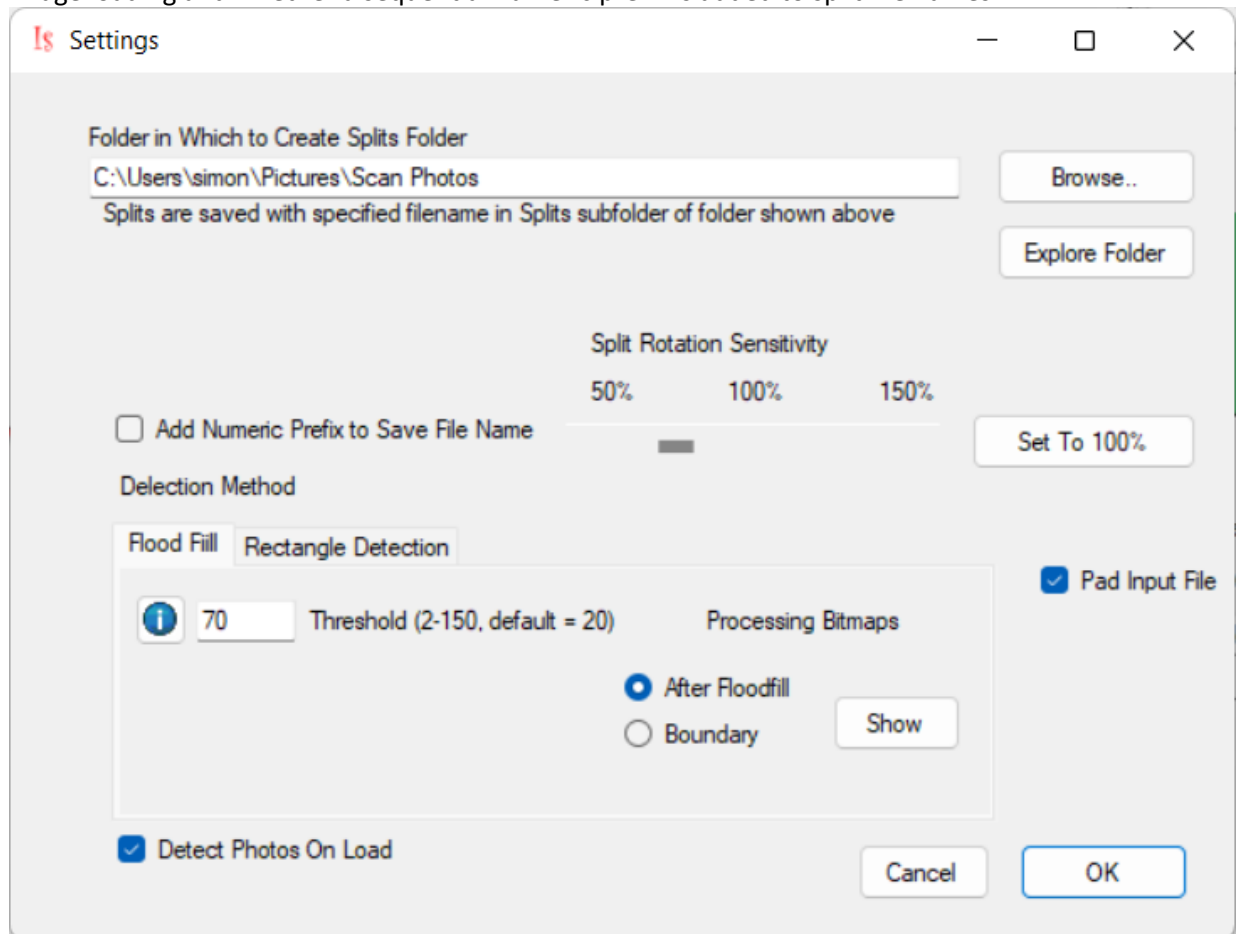 Settings
Folder in Which to Create Splits Folder
C:\Users\simon\Pictures\Scan Photos
Browse..
Splits are saved with specified filename in Splits subfolder of folder shown above
Explore Folder
Split Rotation Sensitivity
50% 100% 150%
Add Numeric Prefix to Save File Name
Set To 100%
Delection Method
Flood Fiill Rectangle Detection
Pad Input File
70 Threshold (2-150, default = 20) Processing Bitmaps
After Floodfill
Boundary
Show
Detect Photos On Load
Cancel OK